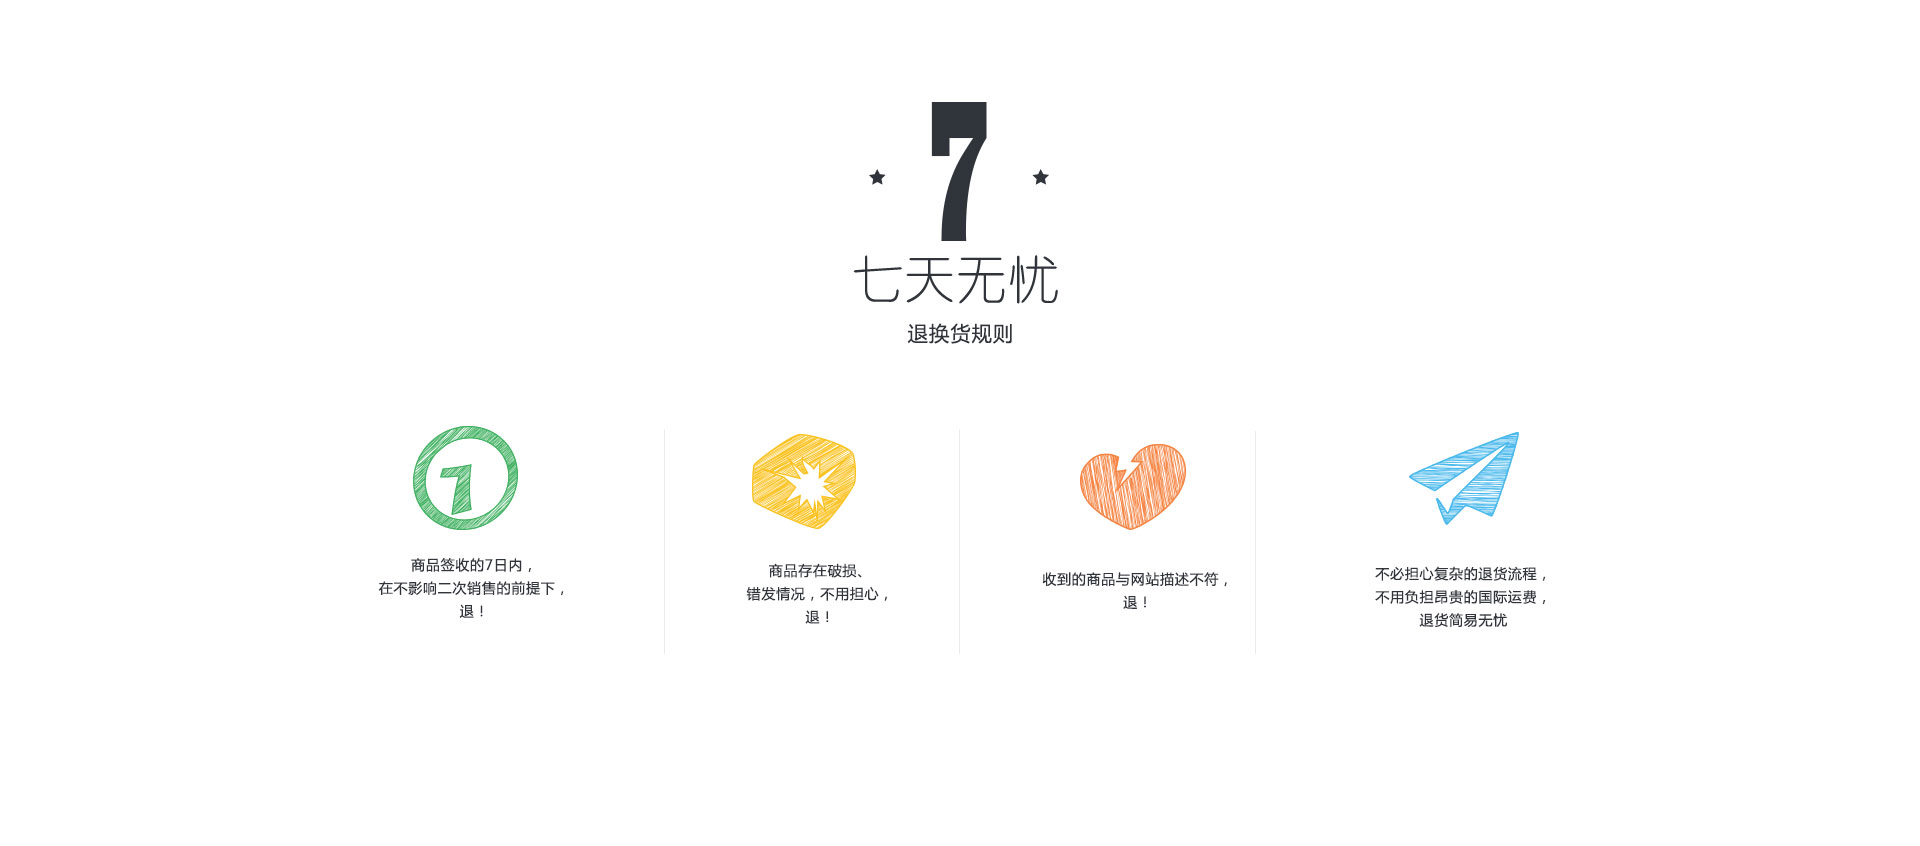 7
七天无忧
退换货规则
1
商品签收的7日内，
在不影响二次销售的前提下，
退！
商品存在破损、
错发情况，不用担心，
退！
收到的商品与网站描述不符，
退！
不必担心复杂的退货流程，
不用负担昂贵的国际运费，
退货简易无忧